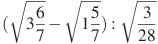 (√3 6/7 − √1 5/7) : √3/28